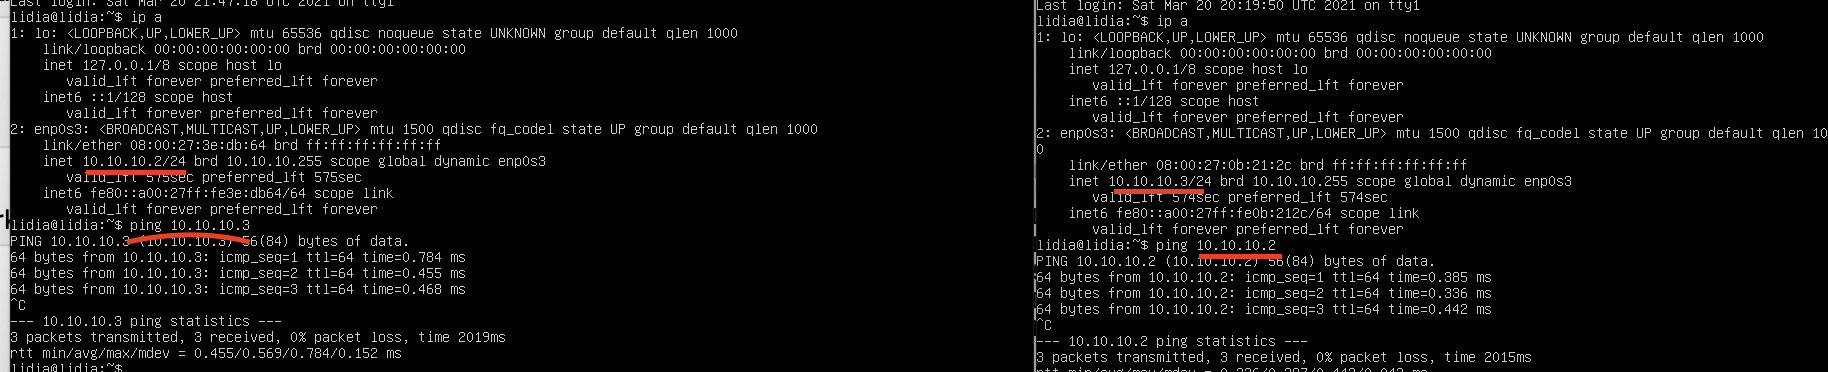 Last login: Sat Mar 20 21:47:18 UTC 2021 on tty1
lidia@lidia:~$ ip a
1: lo: <LOOPBACK,UP,LOWER_UP> mtu 65536 qdisc noqueue state UNKNOWN group default qlen 1000
link/loopback 00:00:00:00:00:00 brd 00:00:00:00:00:00
inet 127.0.0.1/8 scope host lo
valid_lft forever preferred_lft forever
inet6 ::1/128 scope host
valid_lft forever preferred_lft forever
2: enp0s3: <BROADCAST,MULTICAST,UP,LOWER_UP> mtu 1500 qdisc fq_codel state UP group default qlen 1000
link/ether 08:00:27:3e:db:64 brd ff:ff:ff:ff:ff:ff
inet 10.10.10.2/24 brd 10.10.10.255 scope global dynamic enp0s3
valid_lft 575sec preferred_lft 575sec
inet6 fe80::a00:27ff:fe3e:db64/64 scope link
valid_lft forever preferred_lft forever
lidia@lidia:~$ ping 10.10.10.3
PING 10.10.10.3 (10.10.10.3) 56(84) bytes of data.
64 bytes from 10.10.10.3: icmp_seq=1 ttl=64 time=0.784 ms
64 bytes from 10.10.10.3: icmp_seq=2 ttl=64 time=0.455 ms
64 bytes from 10.10.10.3: icmp_seq=3 ttl=64 time=0.468 ms
^C
--- 10.10.10.3 ping statistics ---
3 packets transmitted, 3 received, 0% packet loss, time 2019ms
rtt min/avg/max/mdev = 0.455/0.569/0.784/0.152 ms
lidia@lidia:~$
Last login: Sat Mar 20 20:19:50 UTC 2021 on tty1
lidia@lidia:~$ ip a
1: lo: <LOOPBACK,UP,LOWER_UP> mtu 65536 qdisc noqueue state UNKNOWN group default qlen 1000
link/loopback 00:00:00:00:00:00 brd 00:00:00:00:00:00
inet 127.0.0.1/8 scope host lo
valid_lft forever preferred_lft forever
inet6 ::1/128 scope host
valid_lft forever preferred_lft forever
2: enp0s3: <BROADCAST,MULTICAST,UP,LOWER_UP> mtu 1500 qdisc fq_codel state UP group default qlen 10
0
link/ether 08:00:27:0b:21:2c brd ff:ff:ff:ff:ff:ff
inet 10.10.10.3/24 brd 10.10.10.255 scope global dynamic enp0s3
valid_lft 574sec preferred_lft 574sec
inet6 fe80::a00:27ff:fe0b:212c/64 scope link
valid_lft forever preferred_lft forever
lidia@lidia:~$ ping 10.10.10.2
PING 10.10.10.2 (10.10.10.2) 56(84) bytes of data.
64 bytes from 10.10.10.2: icmp_seq=1 ttl=64 time=0.385 ms
64 bytes from 10.10.10.2: icmp_seq=2 ttl=64 time=0.336 ms
64 bytes from 10.10.10.2: icmp_seq=3 ttl=64 time=0.442 ms
^C
--- 10.10.10.2 ping statistics ---
3 packets transmitted, 3 received, 0% packet loss, time 2015ms
rtt min/avg/max/mdev =